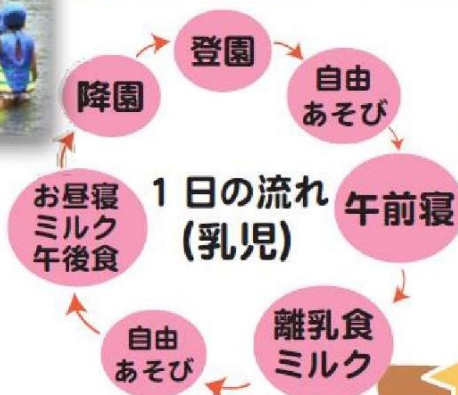 1日の流れ
(乳児)
登園
自由
あそび
午前寝
離乳食
ミルク
自由
あそび
お昼寝
ミルク
午後食
降園